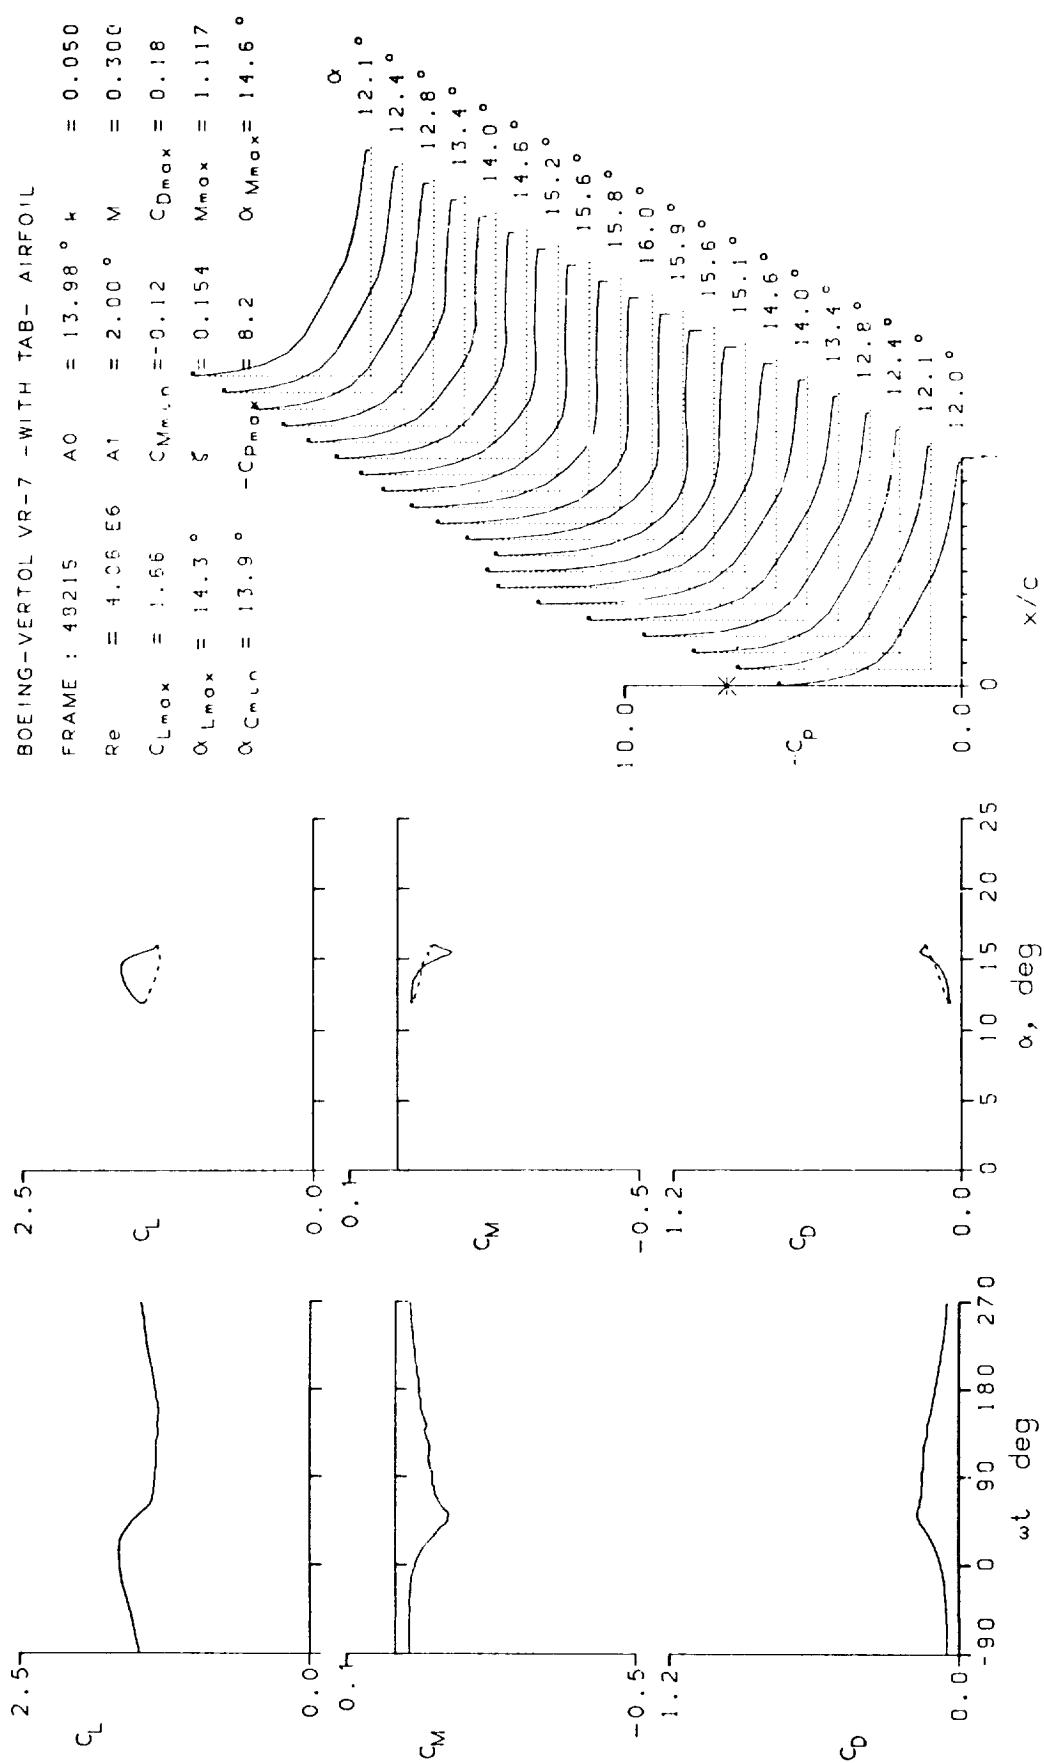 BOEING-VERTOL VR-7 -WITH TAB- AIRFOIL
FRAME : 48215 A0 = 13.98° k = 0.050
Re = 4.06 E6 A1 = 2.00° M = 0.300
CLmax = 1.66 CMmin =-0.12 CDmax = 0.18
αLmax = 14.3° ζ = 0.154 Mmax = 1.117
αCmin = 13.9° -CPmax = 8.2 αMmax = 14.6°
2.5
CL
0.0
0.1
CM
-0.5
1.2
CD
0.0
-90 0 90 180 270
ωt deg
2.5
CL
0.0
0.1
CM
-0.5
1.2
CD
0.0
0 5 10 15 20 25
α, deg
10.0
-Cp
0.0
0 1
x/c
α
12.1°
12.4°
12.8°
13.4°
14.0°
14.6°
15.2°
15.6°
15.8°
16.0°
15.9°
15.6°
15.1°
14.6°
14.0°
13.4°
12.8°
12.4°
12.1°
12.0°